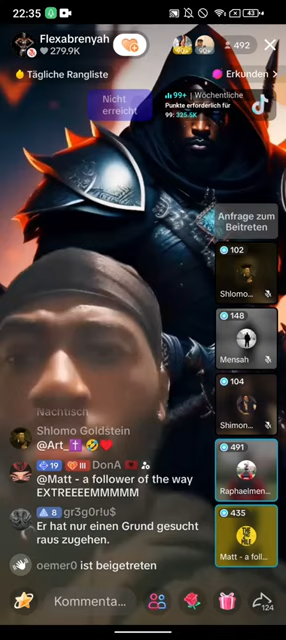 22:35
43
Flexabrenyah
279.9K
492
Tägliche Rangliste
Erkunden >
Nicht
erreicht
99+ | Wöchentliche
Punkte erforderlich für
99: 325.6K
Anfrage zum
Beitreten
102
Shlomo...
148
Mensah
104
Shimon...
491
Raphaelmen...
435
Matt - a foll...
Nachtisch
Shlomo Goldstein
@Art_✝️🤣❤️
19 III DonA
@Matt - a follower of the way
EXTREEEEMMMMM
8 gr3g0r!u$
Er hat nur einen Grund gesucht
raus zugehen.
oemer0 ist beigetreten
Kommenta...
124